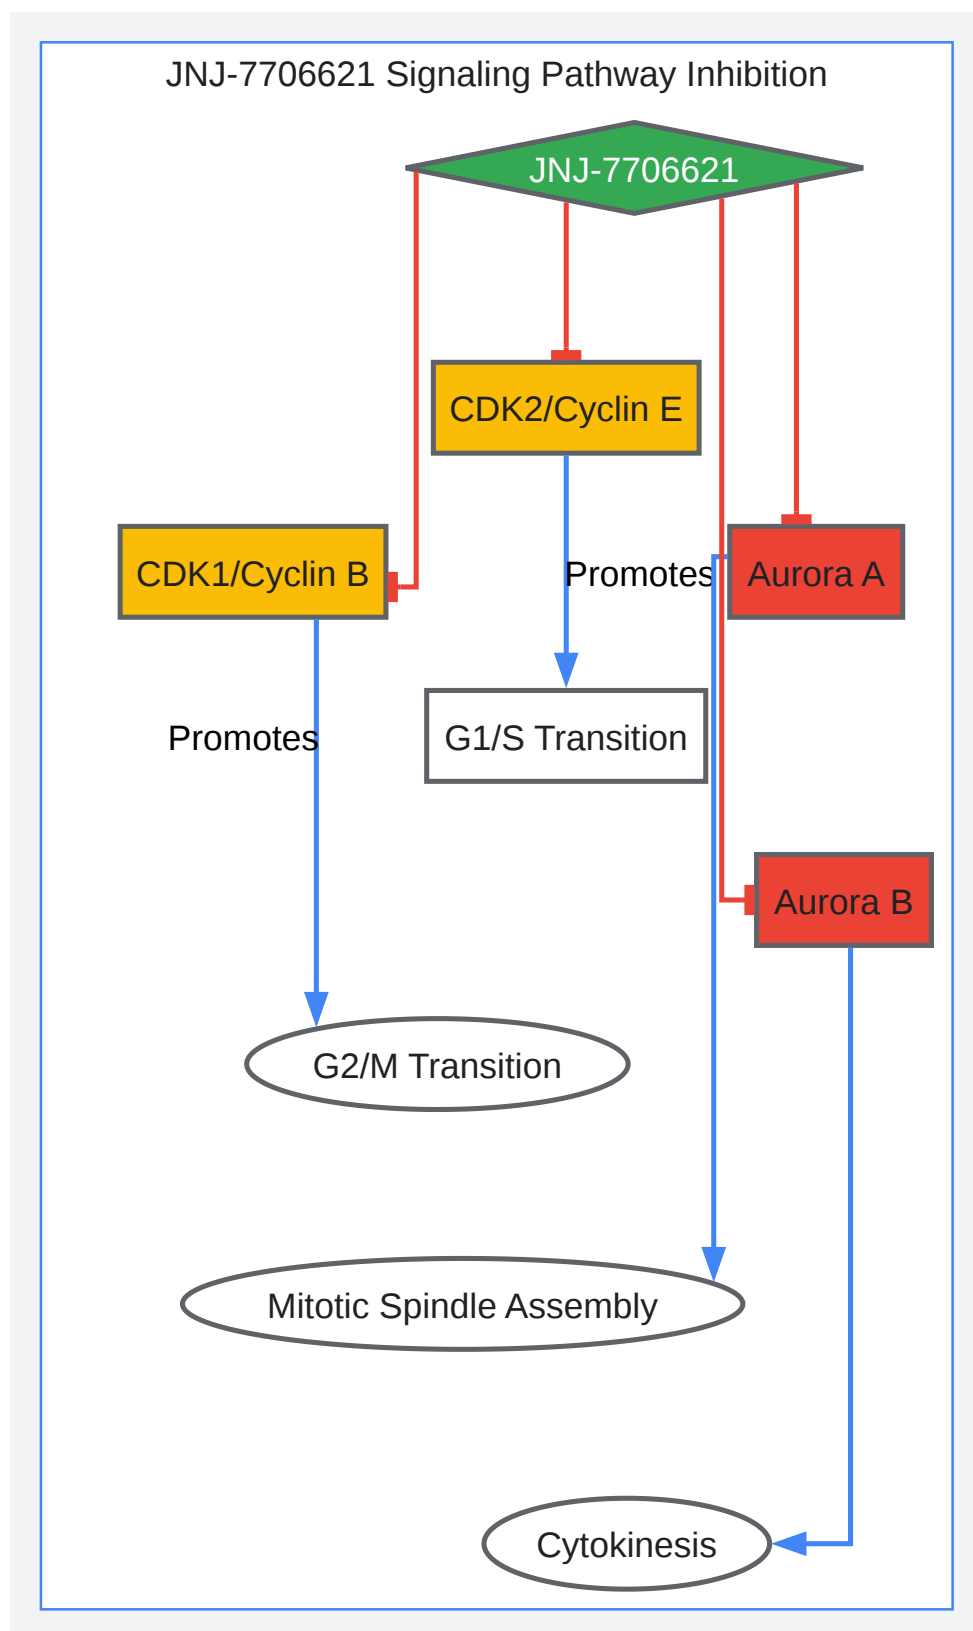 JNJ-7706621 Signaling Pathway Inhibition
JNJ-7706621
CDK2/Cyclin E
CDK1/Cyclin B
Promotes
Aurora A
Promotes
G1/S Transition
Aurora B
G2/M Transition
Mitotic Spindle Assembly
Cytokinesis